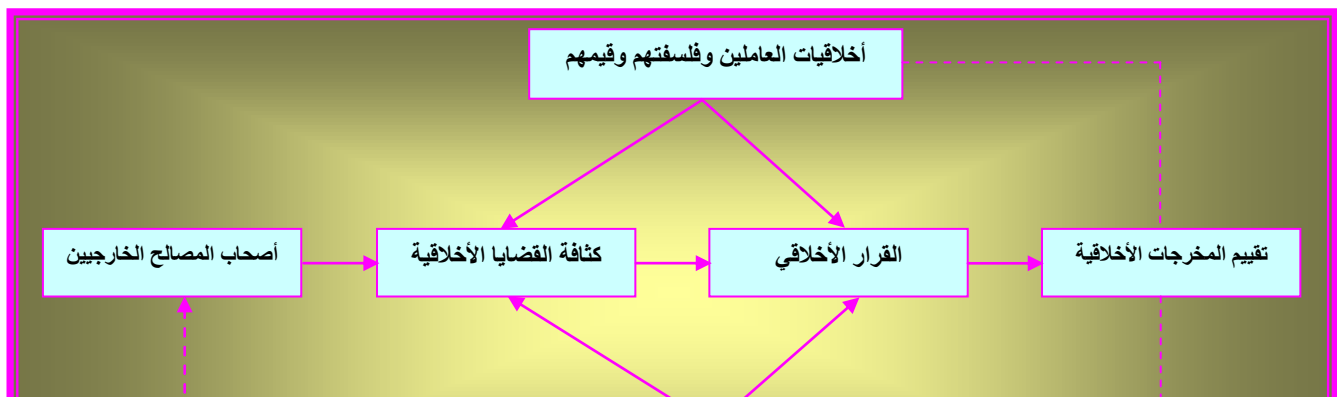 أخلاقيات العاملين وفلسفتهم وقيمهم
أصحاب المصالح الخارجيين
كثافة القضايا الأخلاقية
القرار الأخلاقي
تقييم المخرجات الأخلاقية